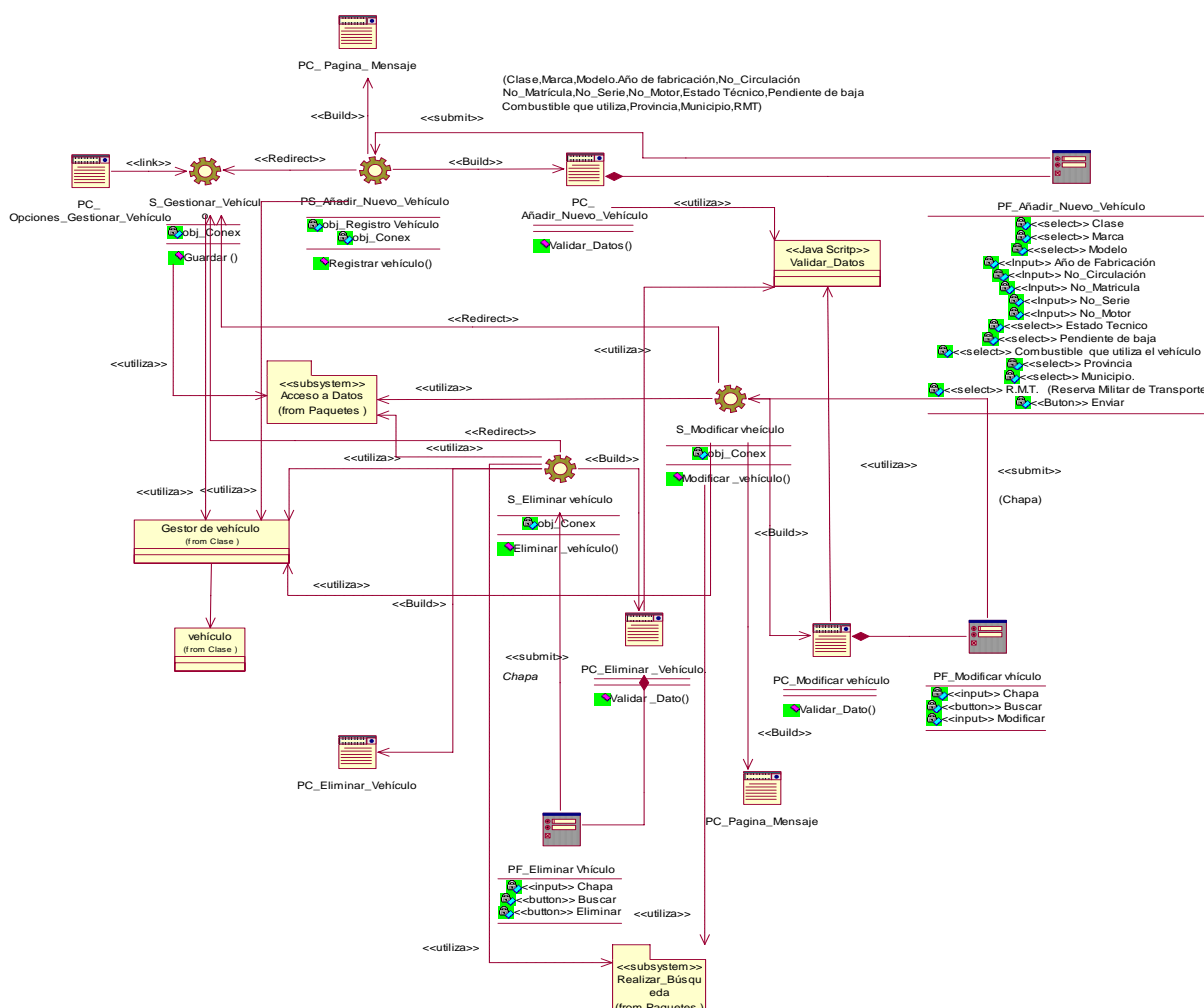 PC_ Pagina_ Mensaje
(Clase,Marca,Modelo.Año de fabricación,No_Circulación
No_Matrícula,No_Serie,No_Motor,Estado Técnico,Pendiente de baja
Combustible que utiliza,Provincia,Municipio,RMT)
<<Build>>
<<submit>>
<<link>>
<<Redirect>>
<<Build>>
PC_
Opciones_Gestionar_Vehículo
S_Gestionar_Vehícul
o
obj_Conex
Guardar ()
PS_Añadir_Nuevo_Vehículo
obj_Registro Vehículo
obj_Conex
Registrar vehículo()
PC_
Añadir_Nuevo_Vehículo
Validar_Datos()
<<utiliza>>
<<Java Scritp>>
Validar_Datos
PF_Añadir_Nuevo_Vehículo
<<select>> Clase
<<select>> Marca
<<select>> Modelo
<<Input>> Año de Fabricación
<<Input>> No_Circulación
<<Input>> No_Matricula
<<Input>> No_Serie
<<Input>> No_Motor
<<select>> Estado Tecnico
<<select>> Pendiente de baja
<<select>> Combustible que utiliza el vehículo
<<select>> Provincia
<<select>> Municipio.
<<select>> R.M.T. (Reserva Militar de Transporte
<<Buton>> Enviar
<<Redirect>>
<<utiliza>>
<<utiliza>>
<<subsystem>>
Acceso a Datos
(from Paquetes )
<<Redirect>>
<<utiliza>>
<<utiliza>>
<<Build>>
S_Modificar vheículo
obj_Conex
Modificar _vehículo()
<<utiliza>>
<<submit>>
(Chapa)
<<utiliza>>
<<utiliza>>
S_Eliminar vehículo
obj_Conex
Eliminar _vehículo()
Gestor de vehículo
(from Clase )
<<Build>>
<<utiliza>>
<<Build>>
vehículo
(from Clase )
<<submit>>
Chapa
PC_Eliminar _Vehículo.
Validar _Dato()
PC_Modificar vehículo
Validar_Dato()
PF_Modificar vhículo
<<input>> Chapa
<<button>> Buscar
<<input>> Modificar
<<Build>>
PC_Eliminar_Vehículo
PC_Pagina_Mensaje
PF_Eliminar Vhículo
<<input>> Chapa
<<button>> Buscar
<<button>> Eliminar
<<utiliza>>
<<utiliza>>
<<subsystem>>
Realizar_Búsqu
eda
(from Paquetes )